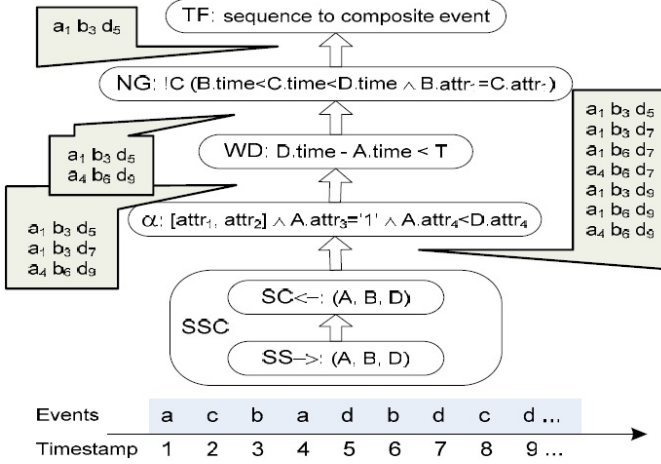 TF: sequence to composite event
a₁ b₃ d₅
NG: !C (B.time<C.time<D.time ∧ B.attr-=C.attr-)
a₁ b₃ d₅
a₁ b₃ d₇
a₁ b₆ d₇
a₄ b₆ d₇
a₁ b₃ d₉
a₁ b₆ d₉
a₄ b₆ d₉
WD: D.time - A.time < T
a₁ b₃ d₅
a₄ b₆ d₉
α: [attr₁, attr₂] ∧ A.attr₃='1' ∧ A.attr₄<D.attr₄
a₁ b₃ d₅
a₁ b₃ d₇
a₄ b₆ d₉
SC<–: (A, B, D)
SSC
SS–>: (A, B, D)
Events a c b a d b d c d ...
Timestamp 1 2 3 4 5 6 7 8 9 ...